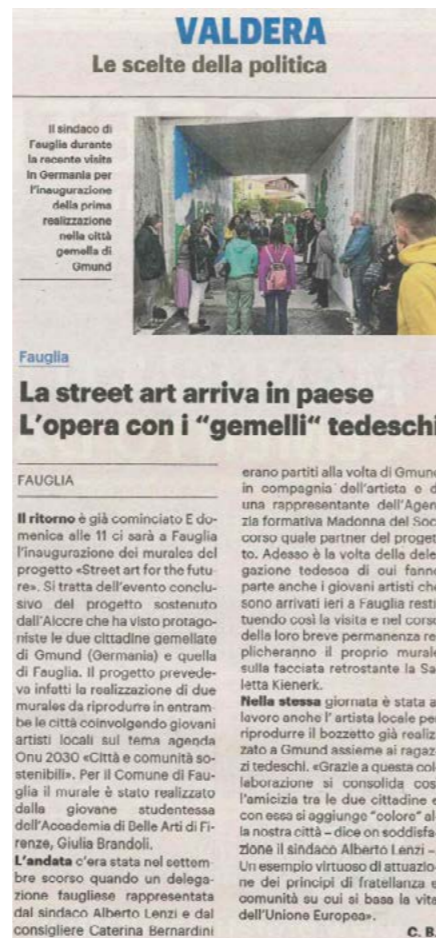 VALDERA
Le scelte della politica
Il sindaco di
Fauglia durante
la recente visita
in Germania per
l'inaugurazione
della prima
realizzazione
nella città
gemella di
Gmund
Fauglia
La street art arriva in paese
L'opera con i "gemelli" tedeschi
FAUGLIA
Il ritorno è già cominciato E do-
menica alle 11 ci sarà a Fauglia
l'inaugurazione dei murales del
progetto «Street art for the futu-
re». Si tratta dell'evento conclu-
sivo del progetto sostenuto
dall'Aiccre che ha visto protago-
niste le due cittadine gemellate
di Gmund (Germania) e quella
di Fauglia. Il progetto prevede-
va infatti la realizzazione di due
murales da riprodurre in entram-
be le città coinvolgendo giovani
artisti locali sul tema agenda
Onu 2030 «Città e comunità so-
stenibili». Per il Comune di Fau-
glia il murale è stato realizzato
dalla giovane studentessa
dell'Accademia di Belle Arti di Fi-
renze, Giulia Brandoli.
L'andata c'era stata nel settem-
bre scorso quando un delega-
zione faugliese rappresentata
dal sindaco Alberto Lenzi e dal
consigliere Caterina Bernardini
erano partiti alla volta di Gmund
in compagnia dell'artista e d
una rappresentante dell'Agen
zia formativa Madonna del Soc
corso quale partner del proget
to. Adesso è la volta della dele
gazione tedesca di cui fanno
parte anche i giovani artisti che
sono arrivati ieri a Fauglia resti
tuendo così la visita e nel corso
della loro breve permanenza re
plicheranno il proprio murale
sulla facciata retrostante la Sa
letta Kienerk.
Nella stessa giornata è stata a
lavoro anche l'artista locale per
riprodurre il bozzetto già realiz
zato a Gmund assieme ai ragaz
zi tedeschi. «Grazie a questa col
laborazione si consolida cos
l'amicizia tra le due cittadine e
con essa si aggiunge "colore" al
la nostra città – dice on soddisfa
zione il sindaco Alberto Lenzi –
Un esempio virtuoso di attuazio
ne dei principi di fratellanza e
comunità su cui si basa la vita
dell'Unione Europea».
C. B.